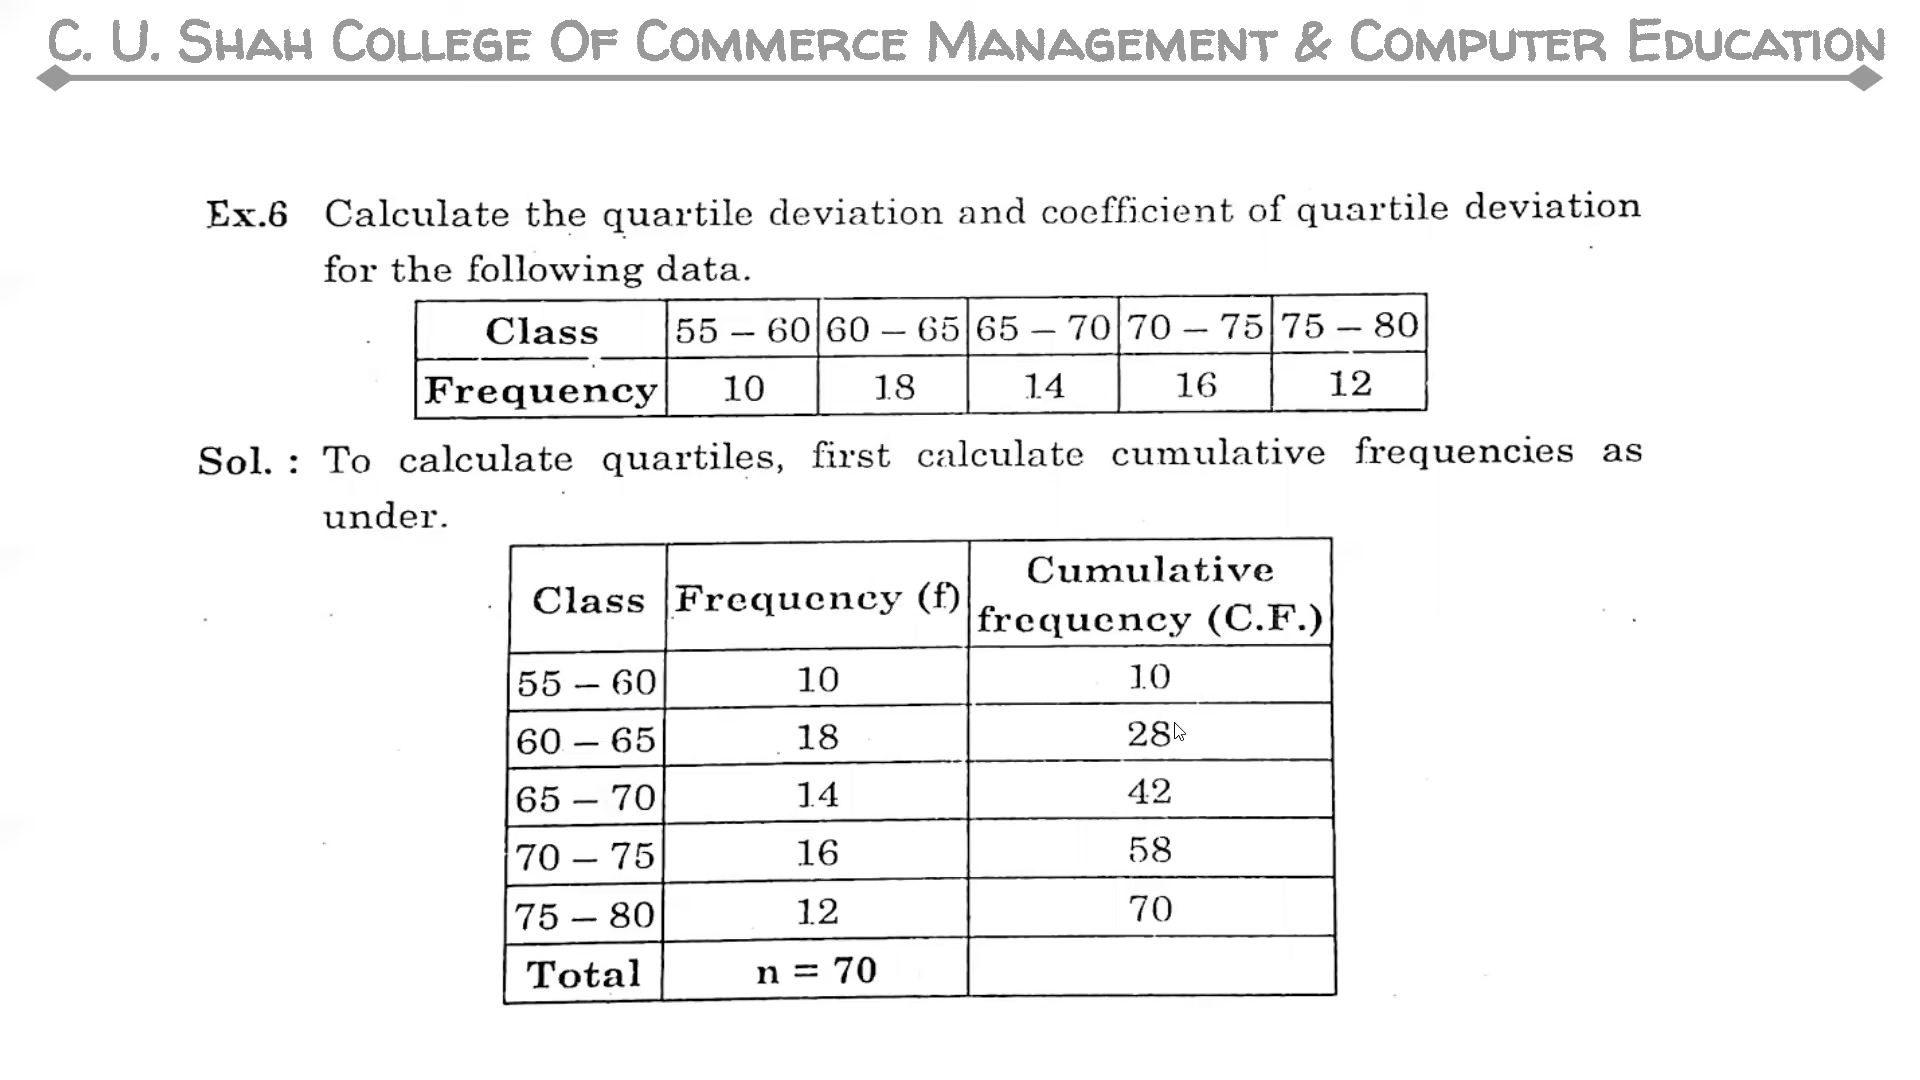 C. U. SHAH COLLEGE OF COMMERCE MANAGEMENT & COMPUTER EDUCATION
Ex.6 Calculate the quartile deviation and coefficient of quartile deviation
for the following data.
Class 55 – 60 60 – 65 65 – 70 70 – 75 75 – 80
Frequency 10 18 14 16 12
Sol. : To calculate quartiles, first calculate cumulative frequencies as
under.
Class Frequency (f) Cumulative
frequency (C.F.)
55 – 60 10 10
60 – 65 18 28
65 – 70 14 42
70 – 75 16 58
75 – 80 12 70
Total n = 70